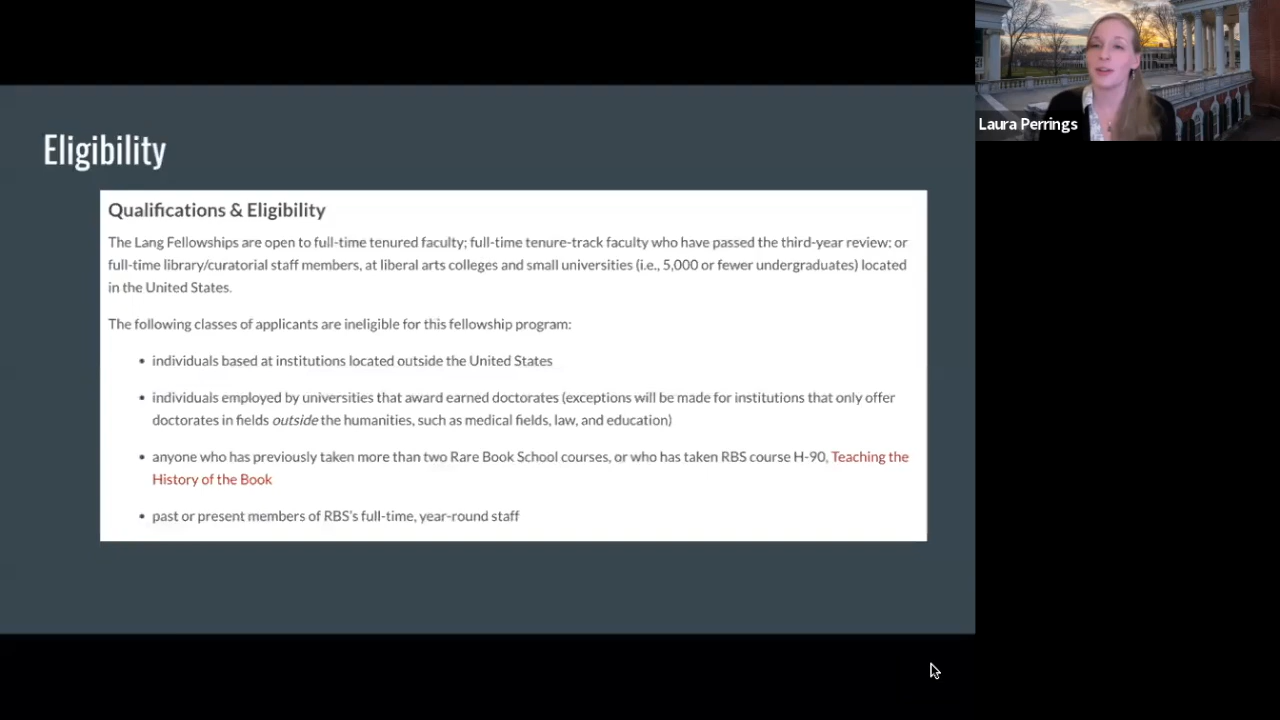 Eligibility
Laura Perrings
Qualifications & Eligibility
The Lang Fellowships are open to full-time tenured faculty; full-time tenure-track faculty who have passed the third-year review; or
full-time library/curatorial staff members, at liberal arts colleges and small universities (i.e., 5,000 or fewer undergraduates) located
in the United States.
The following classes of applicants are ineligible for this fellowship program:
• individuals based at institutions located outside the United States
• individuals employed by universities that award earned doctorates (exceptions will be made for institutions that only offer
doctorates in fields outside the humanities, such as medical fields, law, and education)
• anyone who has previously taken more than two Rare Book School courses, or who has taken RBS course H-90, Teaching the
History of the Book
• past or present members of RBS's full-time, year-round staff